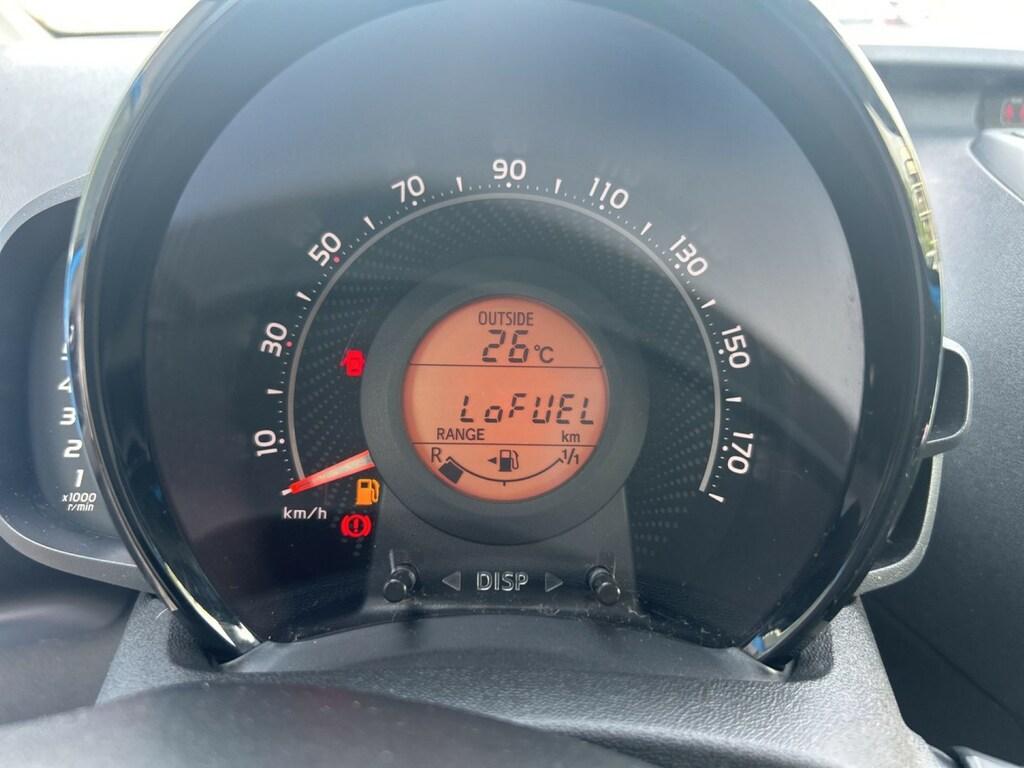 90
70
110
50
130
30
150
10
170
km/h
OUTSIDE
26°C
LoFUEL
RANGE km
R 1/1
DISP
4
3
2
1
x1000
r/min